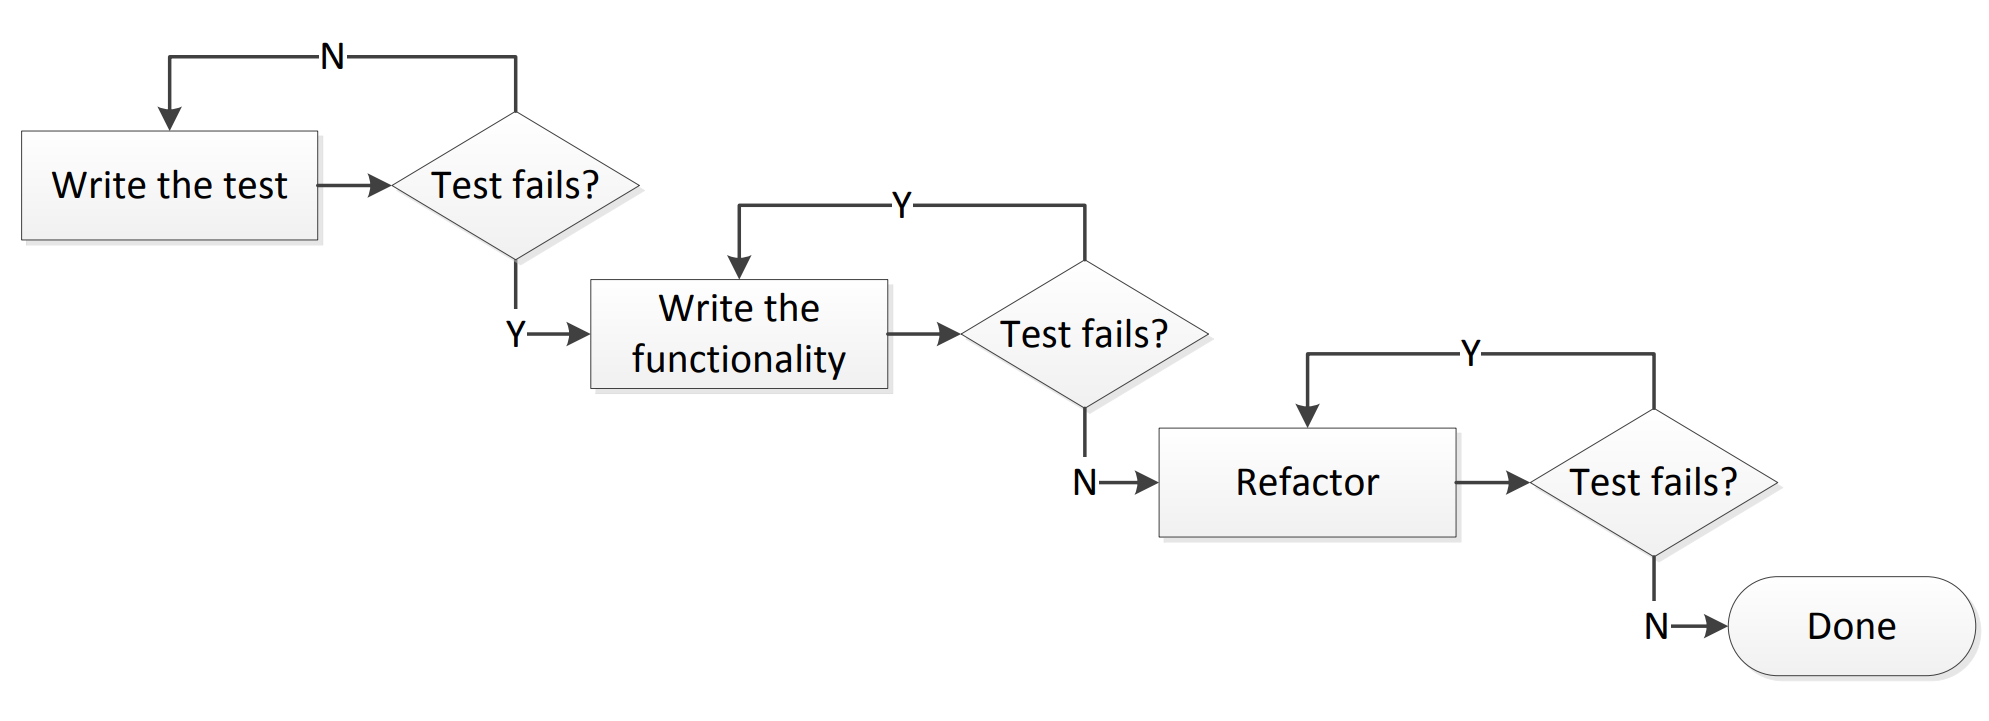 N
Write the test
Test fails?
Y
Y
Write the
functionality
Test fails?
N
Y
Refactor
Test fails?
N
Done